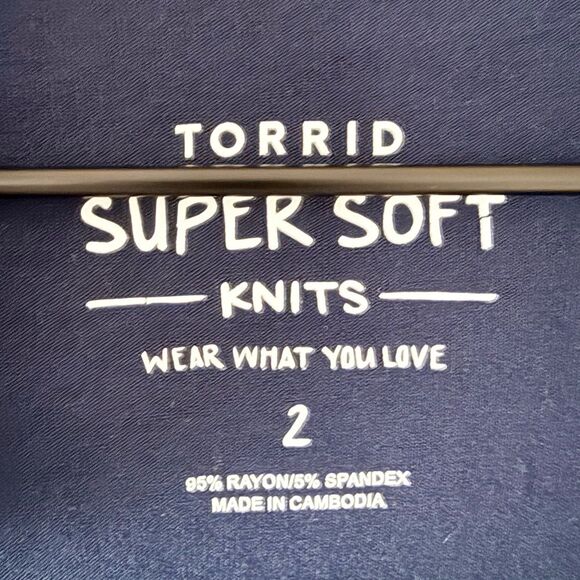 TORRID
SUPER SOFT
KNITS
WEAR WHAT YOU LOVE
2
95% RAYON/5% SPANDEX
MADE IN CAMBODIA